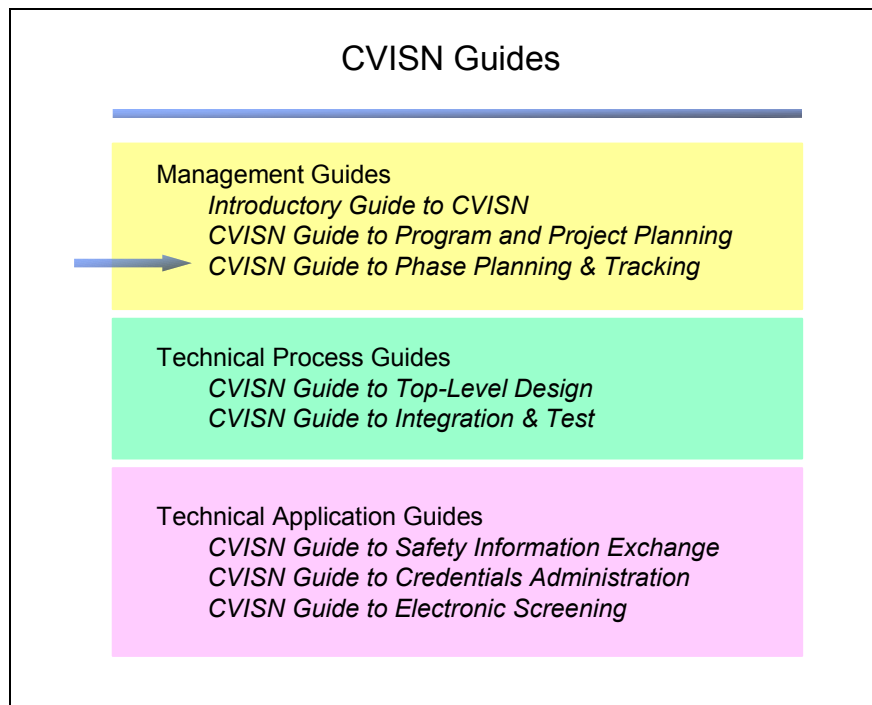 CVISN Guides
Management Guides
Introductory Guide to CVISN
CVISN Guide to Program and Project Planning
CVISN Guide to Phase Planning & Tracking
Technical Process Guides
CVISN Guide to Top-Level Design
CVISN Guide to Integration & Test
Technical Application Guides
CVISN Guide to Safety Information Exchange
CVISN Guide to Credentials Administration
CVISN Guide to Electronic Screening